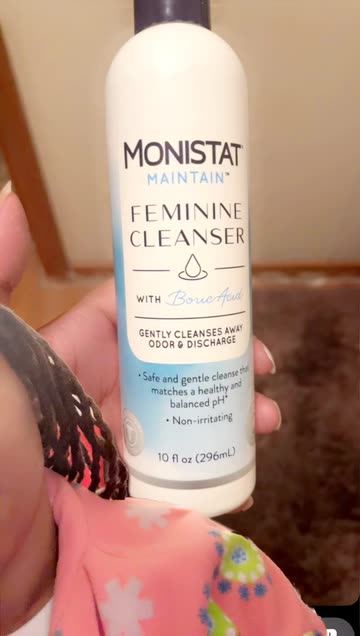 MONISTAT
MAINTAIN™
FEMININE
CLEANSER
WITH Boric Acid
GENTLY CLEANSES AWAY
ODOR & DISCHARGE
• Safe and gentle cleanse that
matches a healthy and
balanced pH*
• Non-irritating
10 fl oz (296mL)